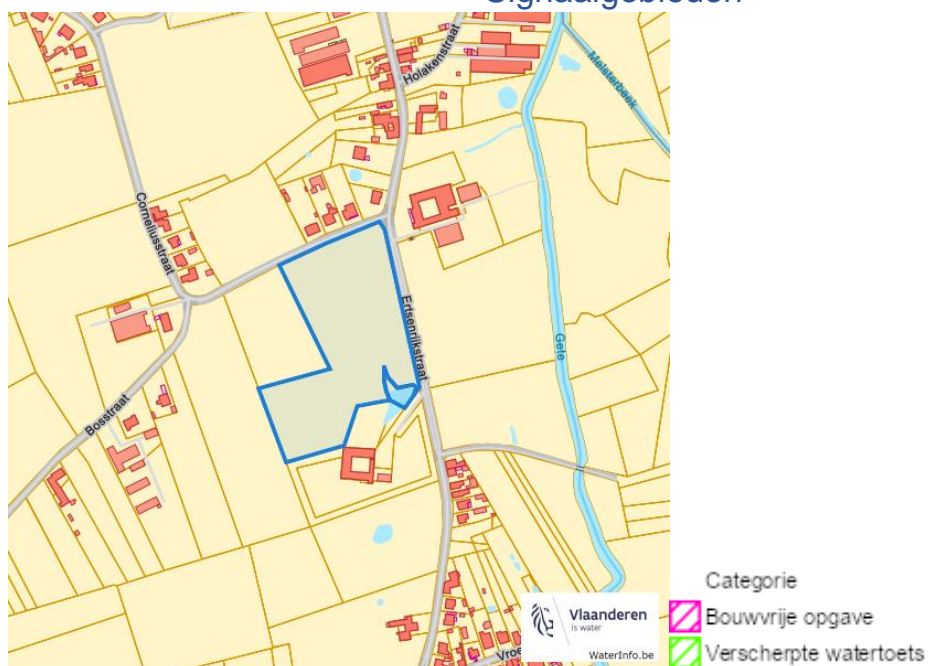 Signaalgebieden
Holakenstraat
Melsterbeek
Corneliusstraat
Ertsenrijkstraat
Gete
Bosstraat
Vlaanderen
is water
WaterInfo.be
Categorie
Bouwvrije opgave
Verscherpte watertoets